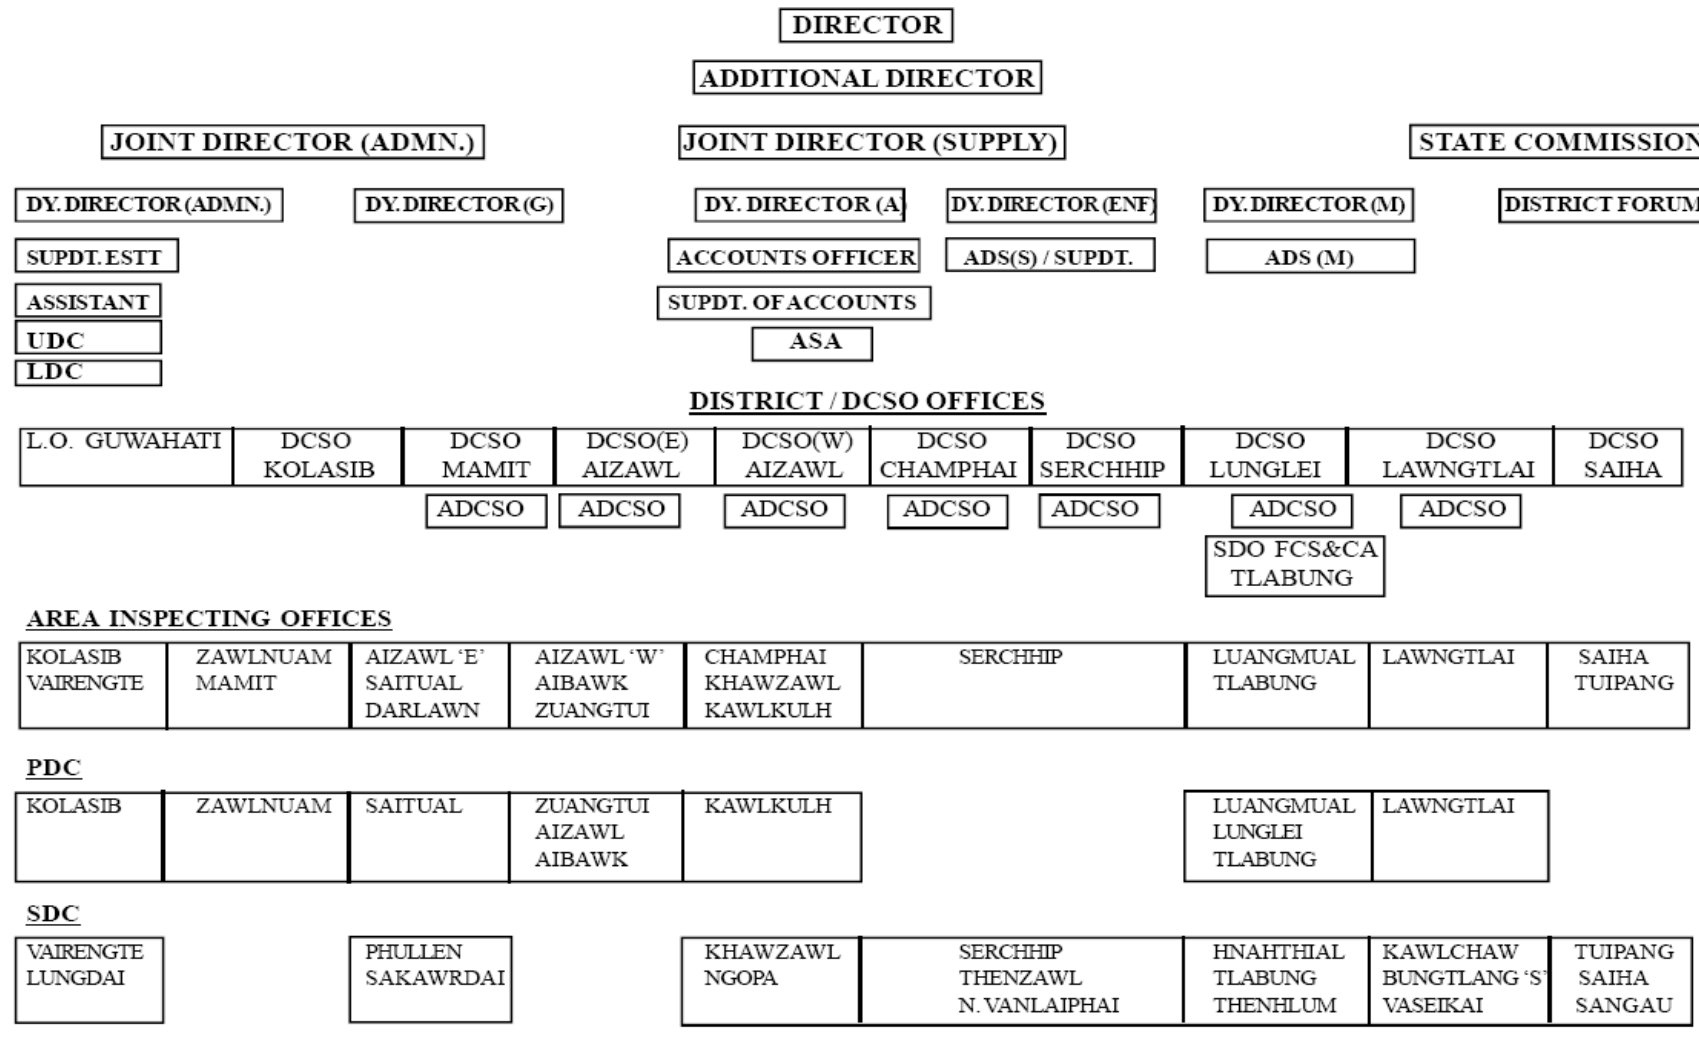 DIRECTOR
ADDITIONAL DIRECTOR
JOINT DIRECTOR (ADMN.) JOINT DIRECTOR (SUPPLY) STATE COMMISSION
DY. DIRECTOR (ADMN.) DY. DIRECTOR (G) DY. DIRECTOR (A) DY. DIRECTOR (ENF) DY. DIRECTOR (M) DISTRICT FORUM
SUPDT. ESTT ACCOUNTS OFFICER ADS(S) / SUPDT. ADS (M)
ASSISTANT SUPDT. OF ACCOUNTS
UDC ASA
LDC
DISTRICT / DCSO OFFICES
L.O. GUWAHATI DCSO DCSO DCSO(E) DCSO(W) DCSO DCSO DCSO DCSO DCSO
KOLASIB MAMIT AIZAWL AIZAWL CHAMPHAI SERCHHIP LUNGLEI LAWNGTLAI SAIHA
ADCSO ADCSO ADCSO ADCSO ADCSO ADCSO ADCSO
SDO FCS&CA
TLABUNG
AREA INSPECTING OFFICES
KOLASIB ZAWLNUAM AIZAWL ‘E’ AIZAWL ‘W’ CHAMPHAI SERCHHIP LUANGMUAL LAWNGTLAI SAIHA
VAIRENGTE MAMIT SAITUAL AIBAWK KHAWZAWL TLABUNG TUIPANG
DARLAWN ZUANGTUI KAWLKULH
PDC
KOLASIB ZAWLNUAM SAITUAL ZUANGTUI KAWLKULH LUANGMUAL LAWNGTLAI
AIZAWL LUNGLEI
AIBAWK TLABUNG
SDC
VAIRENGTE PHULLEN KHAWZAWL SERCHHIP HNAHTHIAL KAWLCHAW TUIPANG
LUNGDAI SAKAWRDAI NGOPA THENZAWL TLABUNG BUNGTLANG ‘S’ SAIHA
N. VANLAIPHAI THENHLUM VASEIKAI SANGAU